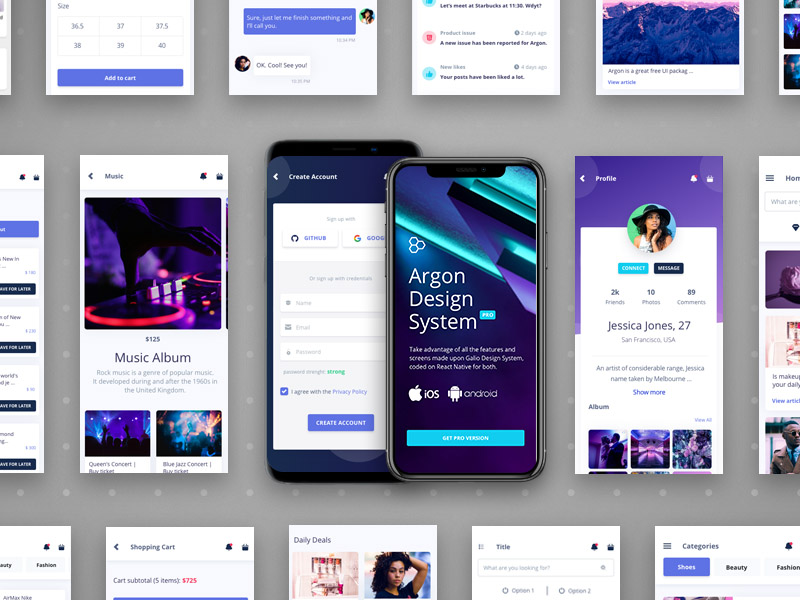 Size
36.5 37 37.5
38 39 40
Add to cart
Sure, just let me finish something and
I'll call you.
10:34 PM
OK. Cool! See you!
10:35 PM
Let's meet at Starbucks at 11:30. Wdyt?
Product issue 2 days ago
A new issue has been reported for Argon.
New likes 4 days ago
Your posts have been liked a lot.
Argon is a great free UI packag ...
View article
s New In
$ 180
AVE FOR LATER
m of New
ou ...
$ 230
AVE FOR LATER
world's
d je ...
AVE FOR LATER
mond
AVE FOR LATER
Music
$125
Music Album
Rock music is a genre of popular music.
It developed during and after the 1960s in
the United Kingdom.
Queen's Concert |
Buy ticket
Blue Jazz Concert |
Buy ticket
Create Account
Sign up with
GITHUB
GOOG
Or sign up with credentials
Name
Email
Password
password strenght: strong
I agree with the Privacy Policy
CREATE ACCOUNT
Argon
Design
System PRO
Take advantage of all the features and
screens made upon Galio Design System,
coded on React Native for both.
iOS android
GET PRO VERSION
Profile
CONNECT MESSAGE
2k 10 89
Friends Photos Comments
Jessica Jones, 27
San Francisco, USA
An artist of considerable range, Jessica
name taken by Melbourne ...
Show more
Album
View All
Hom
What are yo
Is makeup
your daily
View articl
auty Fashion
AirMax Nike
Shopping Cart
Cart subtotal (5 items): $725
Daily Deals
Title
What are you looking for?
Option 1 Option 2
Categories
Shoes Beauty Fashion